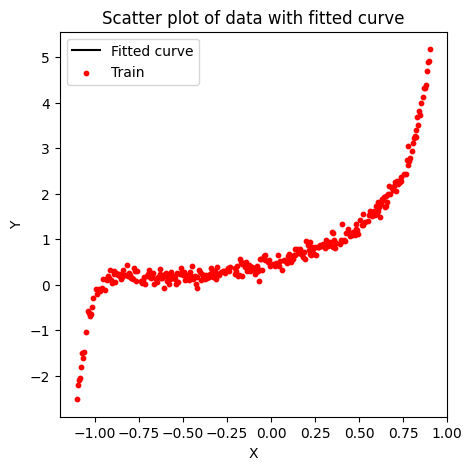 Scatter plot of data with fitted curve
Fitted curve
Train
5
4
3
2
1
0
−1
−2
Y
−1.00 −0.75 −0.50 −0.25 0.00 0.25 0.50 0.75 1.00
X